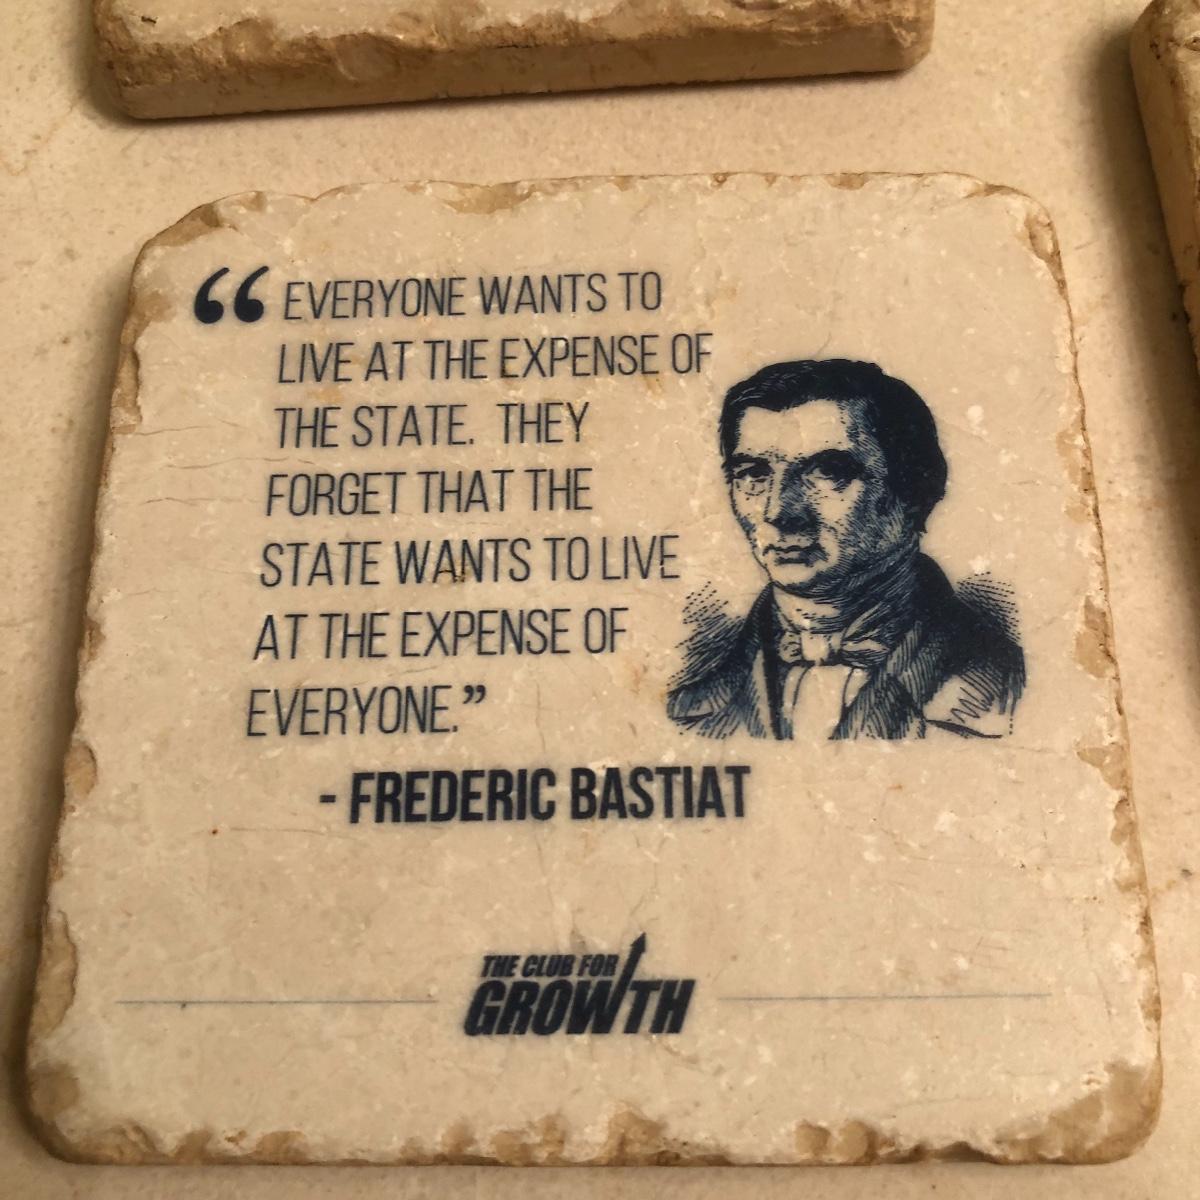 “EVERYONE WANTS TO
LIVE AT THE EXPENSE OF
THE STATE. THEY
FORGET THAT THE
STATE WANTS TO LIVE
AT THE EXPENSE OF
EVERYONE.”
- FREDERIC BASTIAT
THE CLUB FOR
GROWTH